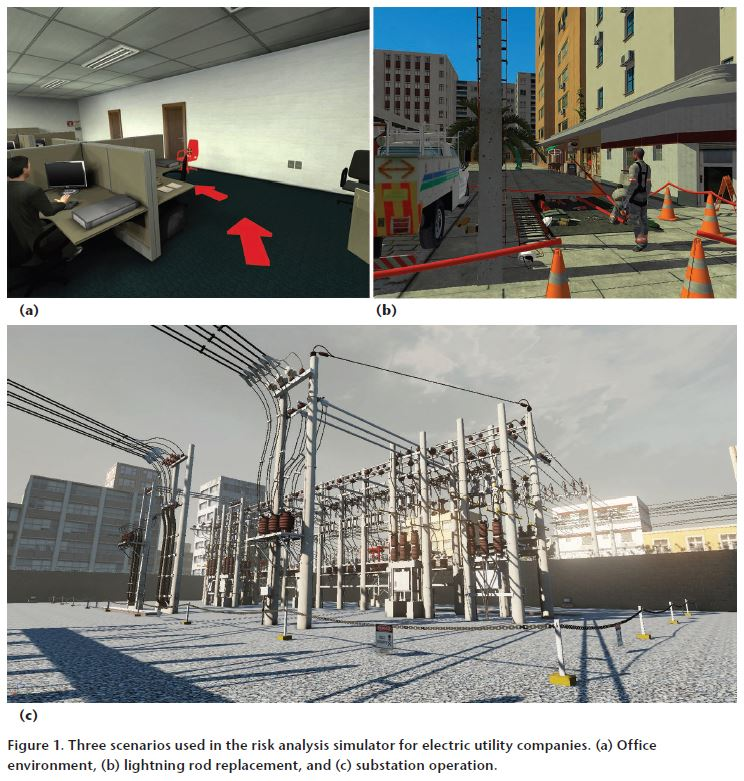 (a)
(b)
(c)
Figure 1. Three scenarios used in the risk analysis simulator for electric utility companies. (a) Office
environment, (b) lightning rod replacement, and (c) substation operation.